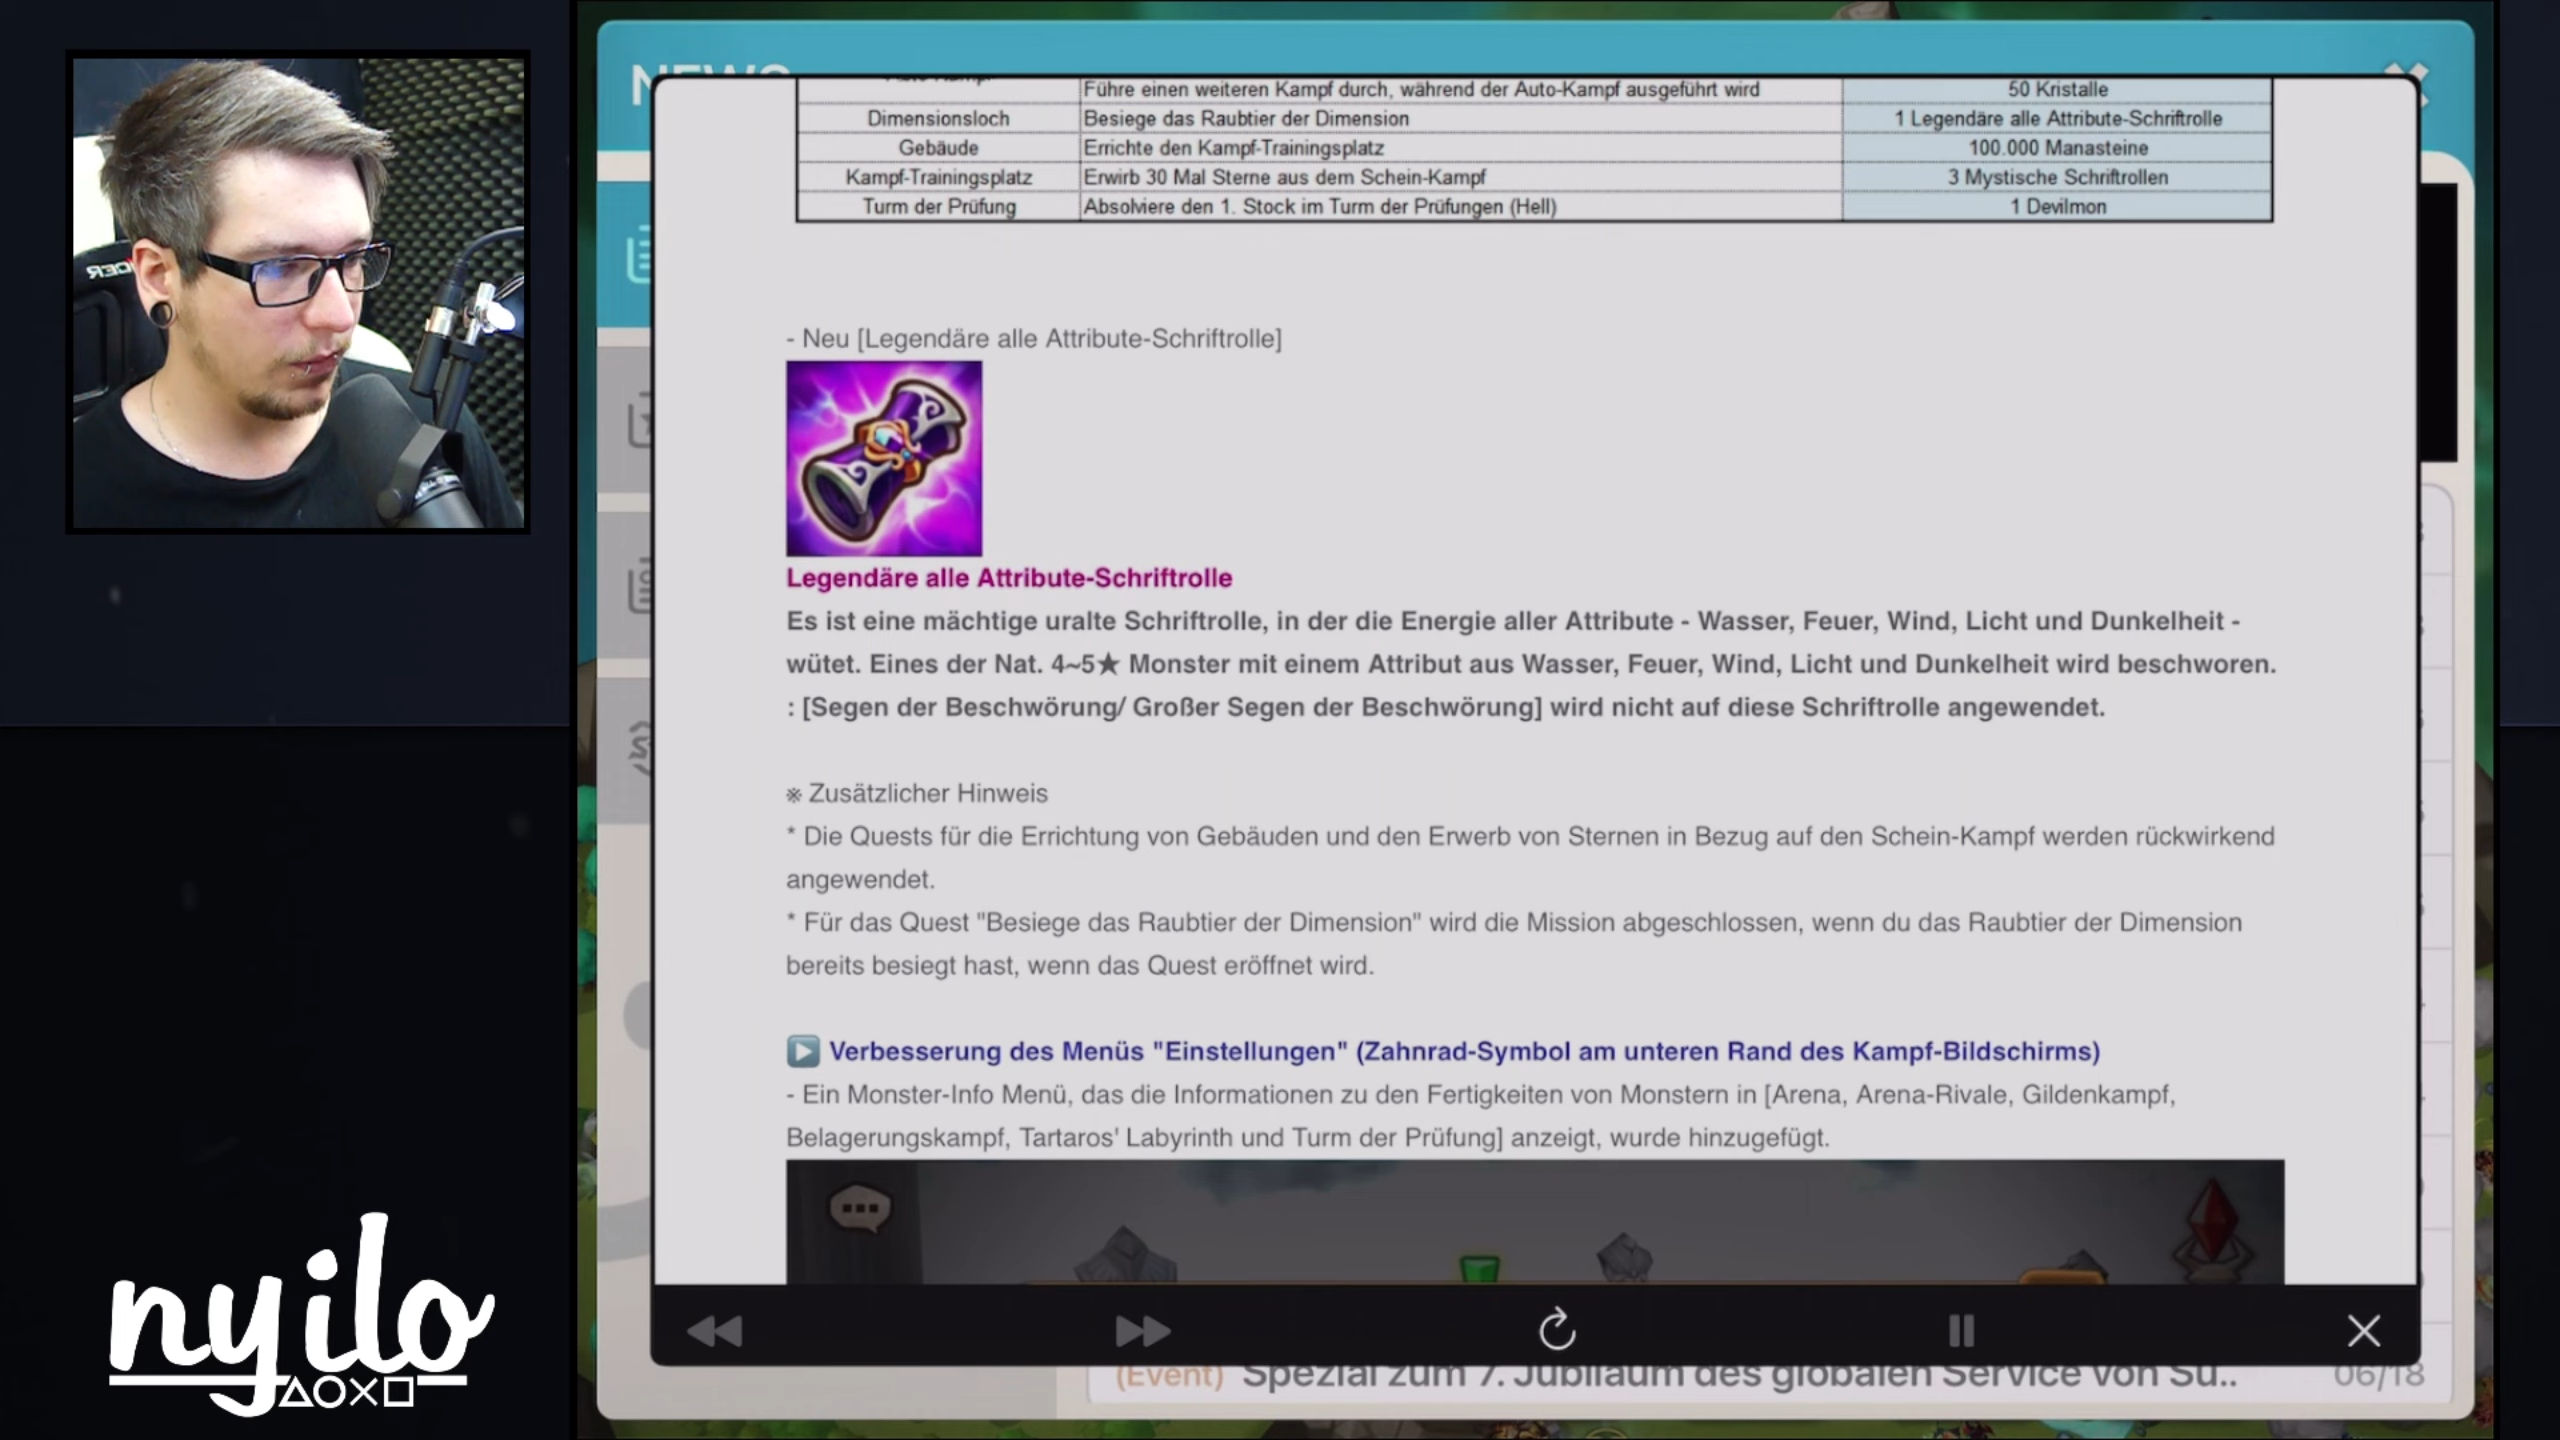 NEWS
Führe einen weiteren Kampf durch, während der Auto-Kampf ausgeführt wird 50 Kristalle
Dimensionsloch Besiege das Raubtier der Dimension 1 Legendäre alle Attribute-Schriftrolle
Gebäude Errichte den Kampf-Trainingsplatz 100.000 Manasteine
Kampf-Trainingsplatz Erwirb 30 Mal Sterne aus dem Schein-Kampf 3 Mystische Schriftrollen
Turm der Prüfung Absolviere den 1. Stock im Turm der Prüfungen (Hell) 1 Devilmon
- Neu [Legendäre alle Attribute-Schriftrolle]
Legendäre alle Attribute-Schriftrolle
Es ist eine mächtige uralte Schriftrolle, in der die Energie aller Attribute - Wasser, Feuer, Wind, Licht und Dunkelheit -
wütet. Eines der Nat. 4~5★ Monster mit einem Attribut aus Wasser, Feuer, Wind, Licht und Dunkelheit wird beschworen.
: [Segen der Beschwörung/ Großer Segen der Beschwörung] wird nicht auf diese Schriftrolle angewendet.
※ Zusätzlicher Hinweis
* Die Quests für die Errichtung von Gebäuden und den Erwerb von Sternen in Bezug auf den Schein-Kampf werden rückwirkend
angewendet.
* Für das Quest "Besiege das Raubtier der Dimension" wird die Mission abgeschlossen, wenn du das Raubtier der Dimension
bereits besiegt hast, wenn das Quest eröffnet wird.
Verbesserung des Menüs "Einstellungen" (Zahnrad-Symbol am unteren Rand des Kampf-Bildschirms)
- Ein Monster-Info Menü, das die Informationen zu den Fertigkeiten von Monstern in [Arena, Arena-Rivale, Gildenkampf,
Belagerungskampf, Tartaros' Labyrinth und Turm der Prüfung] anzeigt, wurde hinzugefügt.
(Event) Spezial zum 7. Jubiläum des globalen Service von Su.. 06/18
nyilo